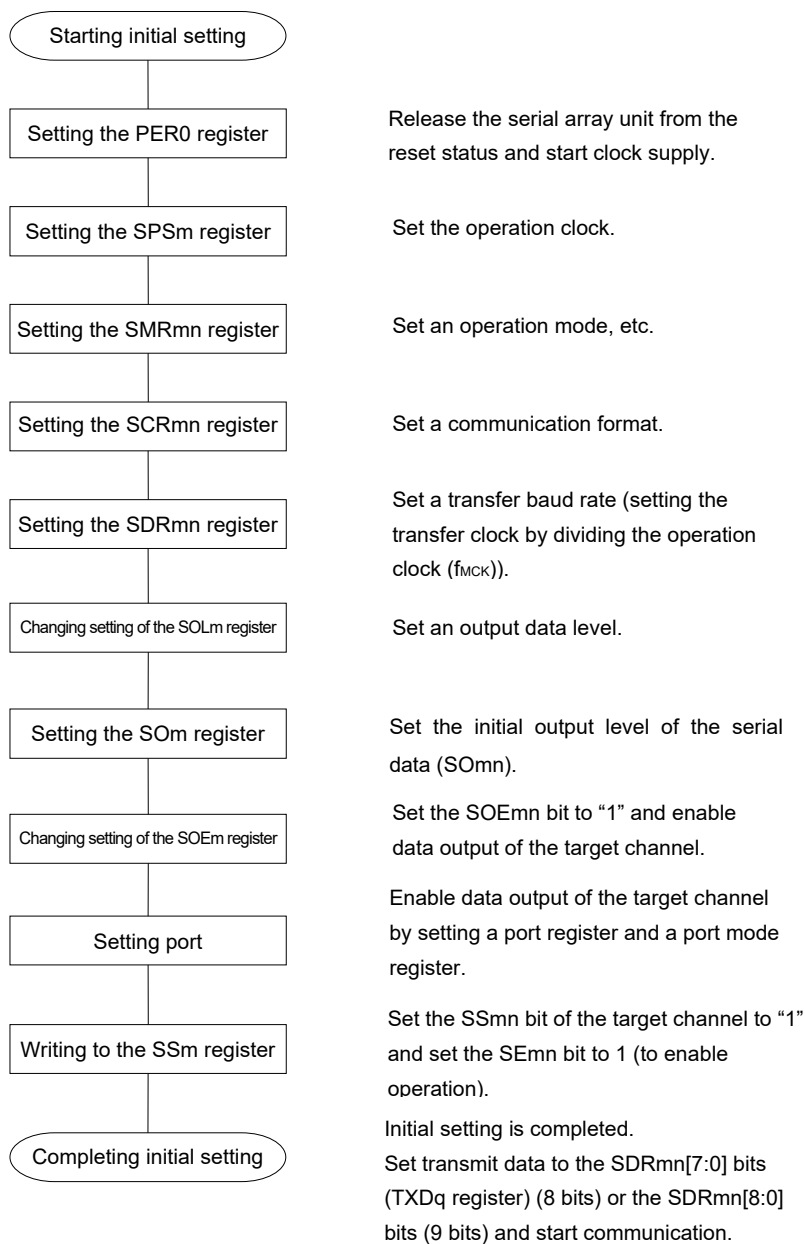 Starting initial setting
Setting the PER0 register
Release the serial array unit from the
reset status and start clock supply.
Setting the SPSm register
Set the operation clock.
Setting the SMRmn register
Set an operation mode, etc.
Setting the SCRmn register
Set a communication format.
Setting the SDRmn register
Set a transfer baud rate (setting the
transfer clock by dividing the operation
clock (fMCK)).
Changing setting of the SOLm register
Set an output data level.
Setting the SOm register
Set the initial output level of the serial
data (SOmn).
Changing setting of the SOEm register
Set the SOEmn bit to “1” and enable
data output of the target channel.
Setting port
Enable data output of the target channel
by setting a port register and a port mode
register.
Writing to the SSm register
Set the SSmn bit of the target channel to “1”
and set the SEmn bit to 1 (to enable
operation).
Completing initial setting
Initial setting is completed.
Set transmit data to the SDRmn[7:0] bits
(TXDq register) (8 bits) or the SDRmn[8:0]
bits (9 bits) and start communication.